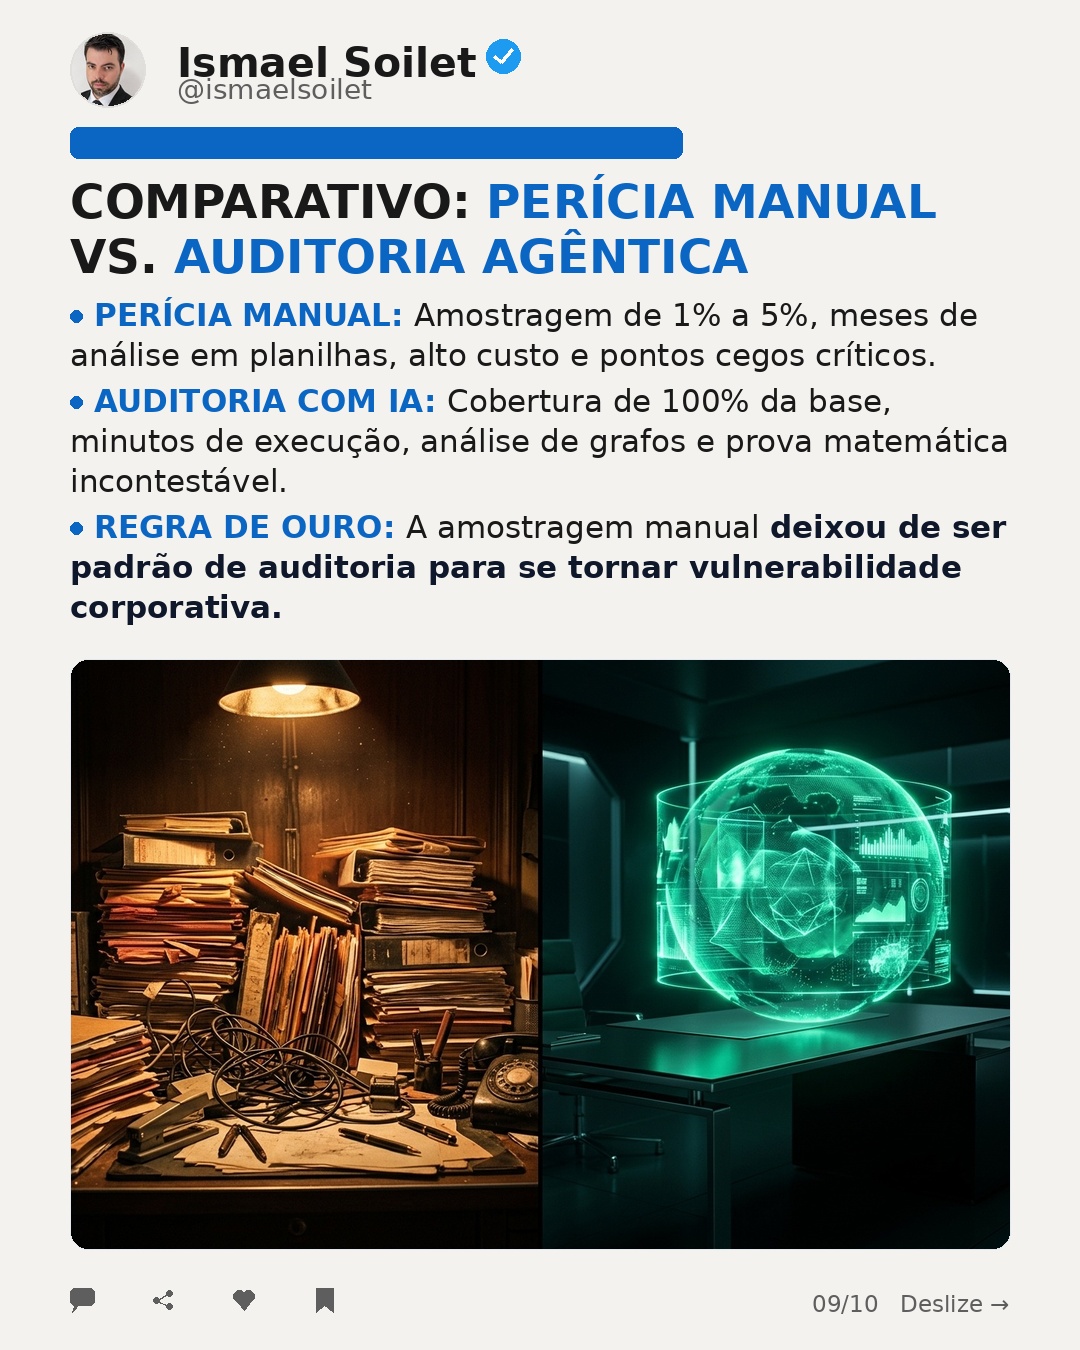 Ismael Soilet
@ismaelsoilet
COMPARATIVO: PERÍCIA MANUAL
VS. AUDITORIA AGÊNTICA
• PERÍCIA MANUAL: Amostragem de 1% a 5%, meses de
análise em planilhas, alto custo e pontos cegos críticos.
• AUDITORIA COM IA: Cobertura de 100% da base,
minutos de execução, análise de grafos e prova matemática
incontestável.
• REGRA DE OURO: A amostragem manual deixou de ser
padrão de auditoria para se tornar vulnerabilidade
corporativa.
09/10 Deslize →